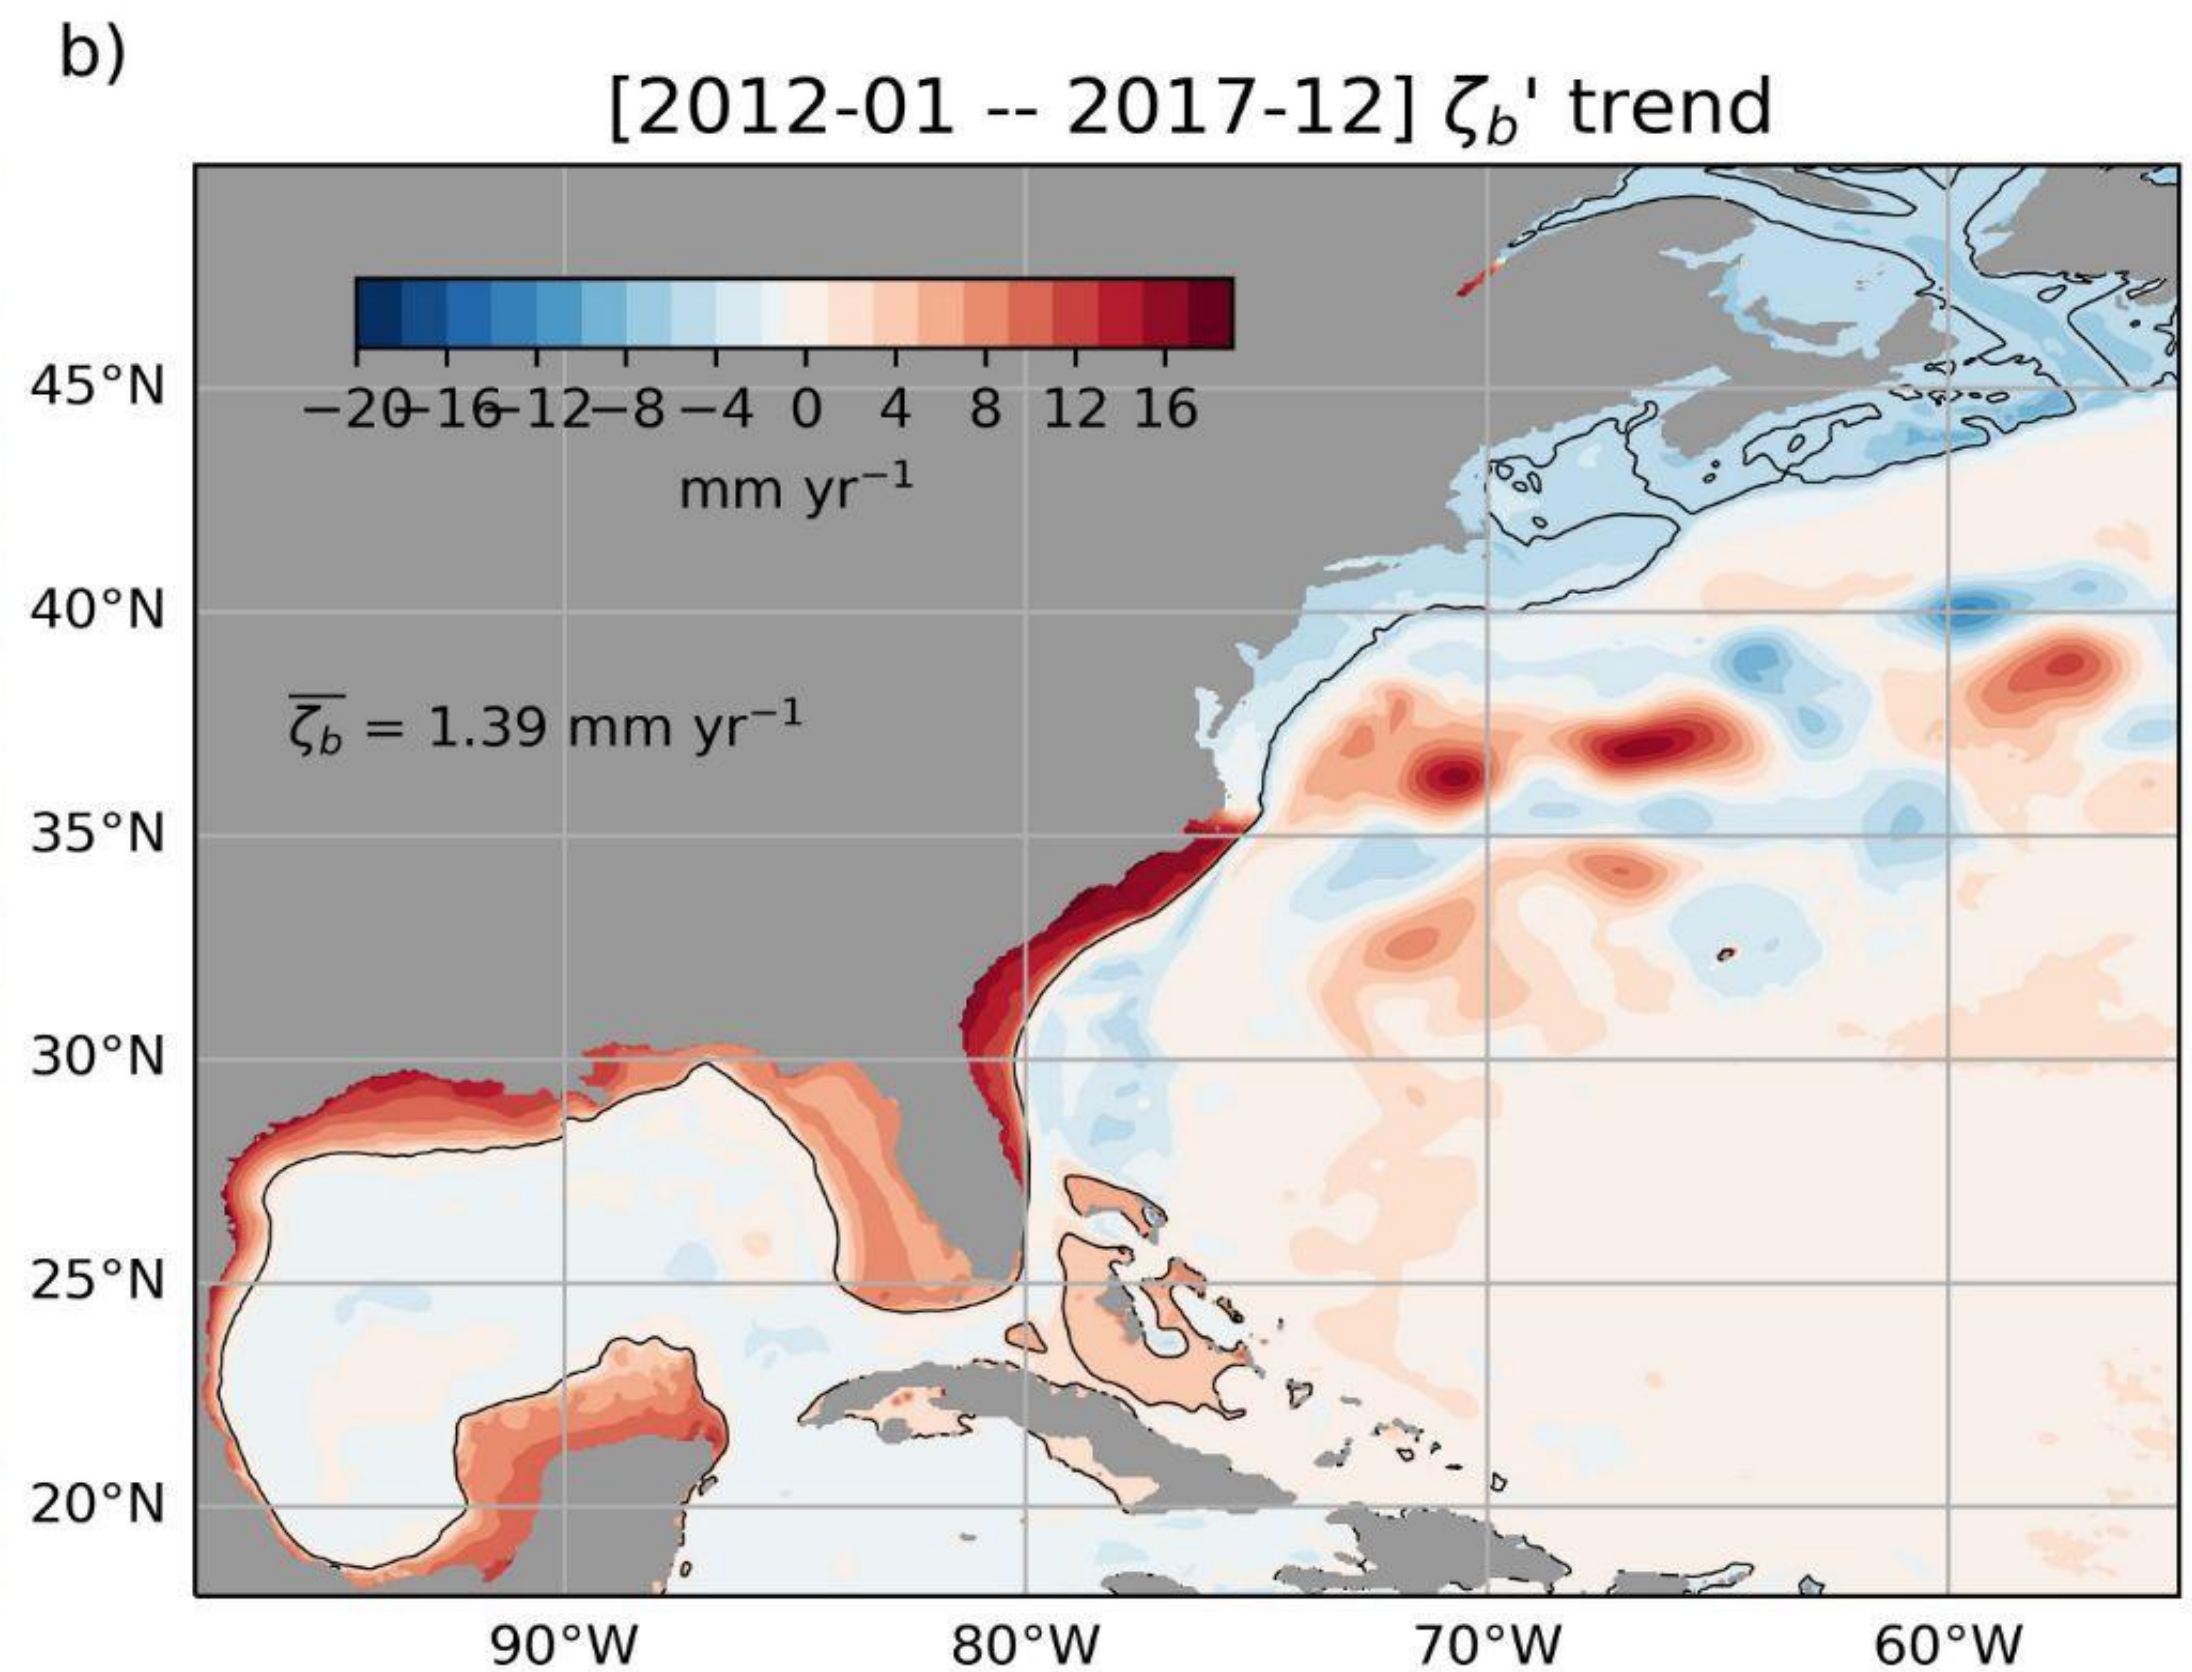 b)
[2012-01 -- 2017-12] ζb' trend
−20 −16 −12 −8 −4 0 4 8 12 16
mm yr−1
ζb = 1.39 mm yr−1
45°N
40°N
35°N
30°N
25°N
20°N
90°W 80°W 70°W 60°W